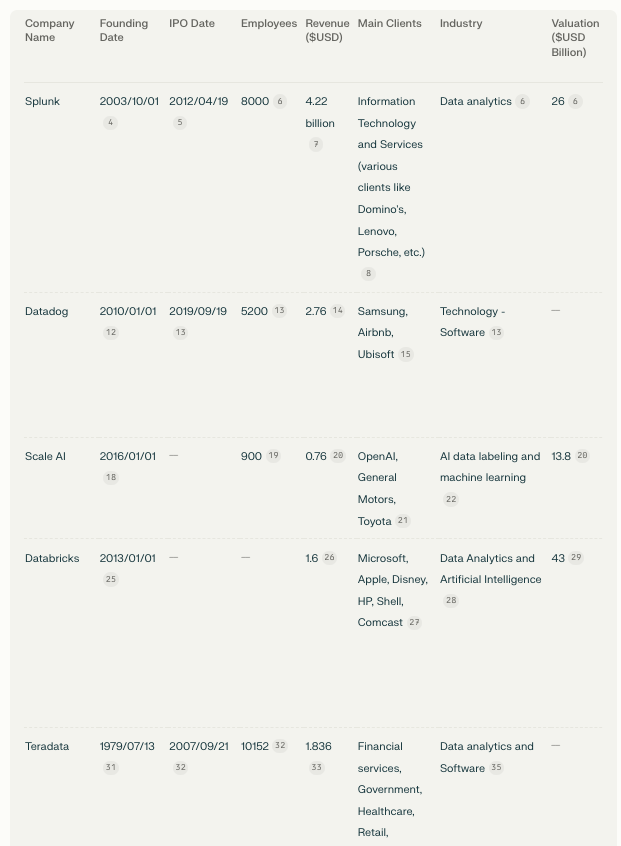 Company Name	Founding Date	IPO Date	Employees	Revenue ($USD)	Main Clients	Industry	Valuation ($USD Billion)
Splunk	2003/10/01 4	2012/04/19 5	8000 6	4.22 billion 7	Information Technology and Services (various clients like Domino's, Lenovo, Porsche, etc.) 8	Data analytics 6	26 6
Datadog	2010/01/01 12	2019/09/19 13	5200 13	2.76 14	Samsung, Airbnb, Ubisoft 15	Technology - Software 13	—
Scale AI	2016/01/01 18	—	900 19	0.76 20	OpenAI, General Motors, Toyota 21	AI data labeling and machine learning 22	13.8 20
Databricks	2013/01/01 25	—	—	1.6 26	Microsoft, Apple, Disney, HP, Shell, Comcast 27	Data Analytics and Artificial Intelligence 28	43 29
Teradata	1979/07/13 31	2007/09/21 32	10152 32	1.836 33	Financial services, Government, Healthcare, Retail,	Data analytics and Software 35	—